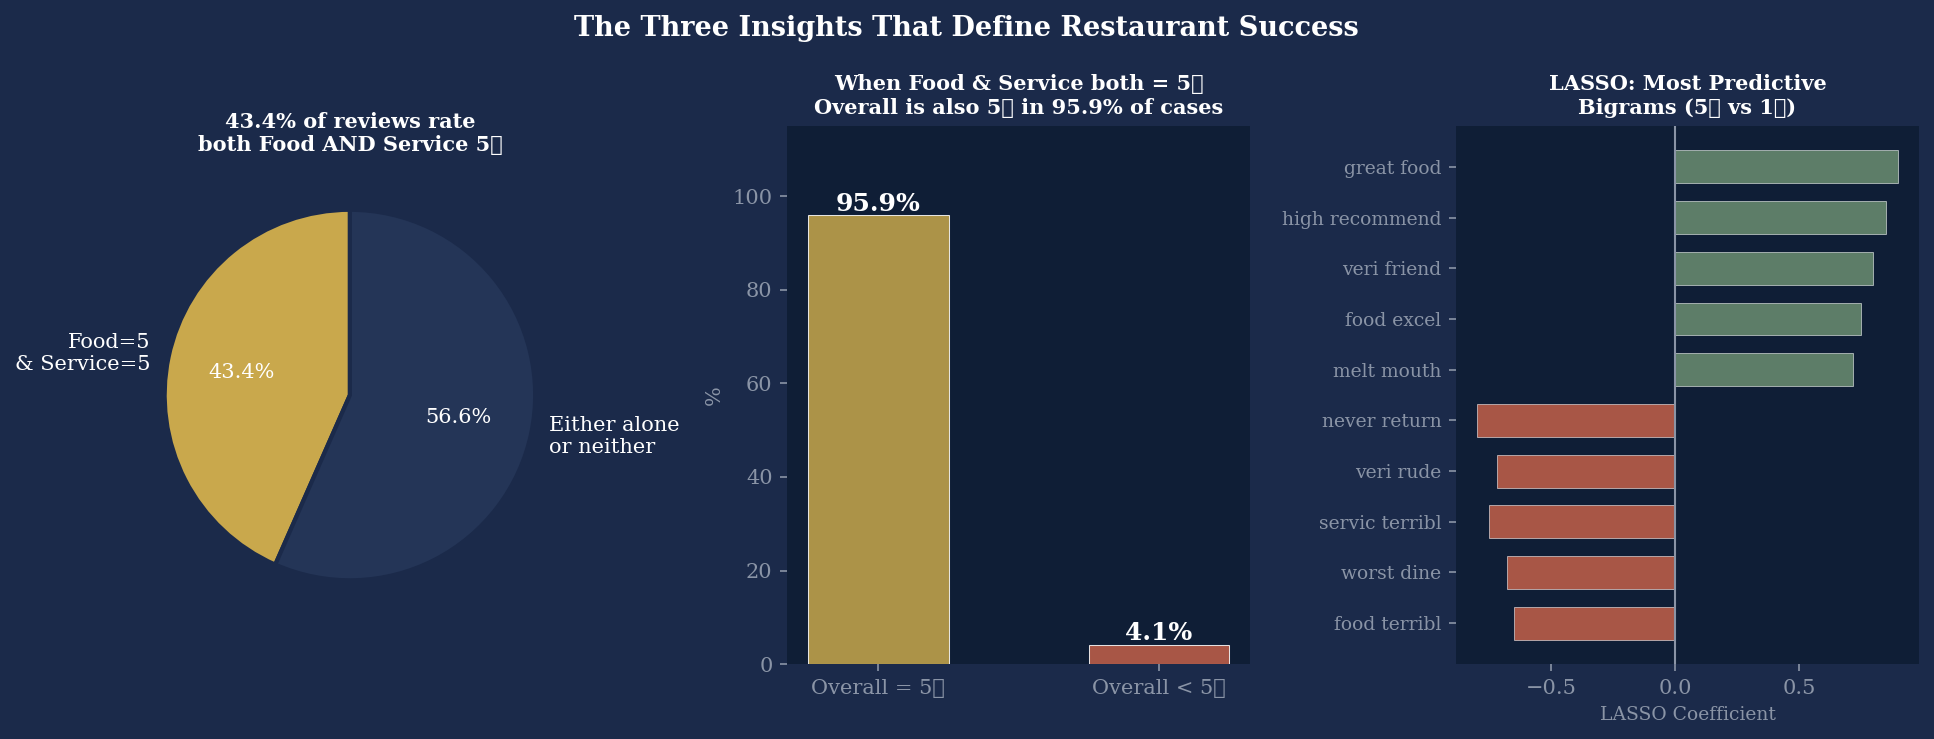 The Three Insights That Define Restaurant Success
43.4% of reviews rate
both Food AND Service 5▯
Food=5
& Service=5
43.4%
56.6%
Either alone
or neither
When Food & Service both = 5▯
Overall is also 5▯ in 95.9% of cases
%
100
80
60
40
20
0
95.9%
4.1%
Overall = 5▯
Overall < 5▯
LASSO: Most Predictive
Bigrams (5▯ vs 1▯)
great food
high recommend
veri friend
food excel
melt mouth
never return
veri rude
servic terribl
worst dine
food terribl
−0.5
0.0
0.5
LASSO Coefficient